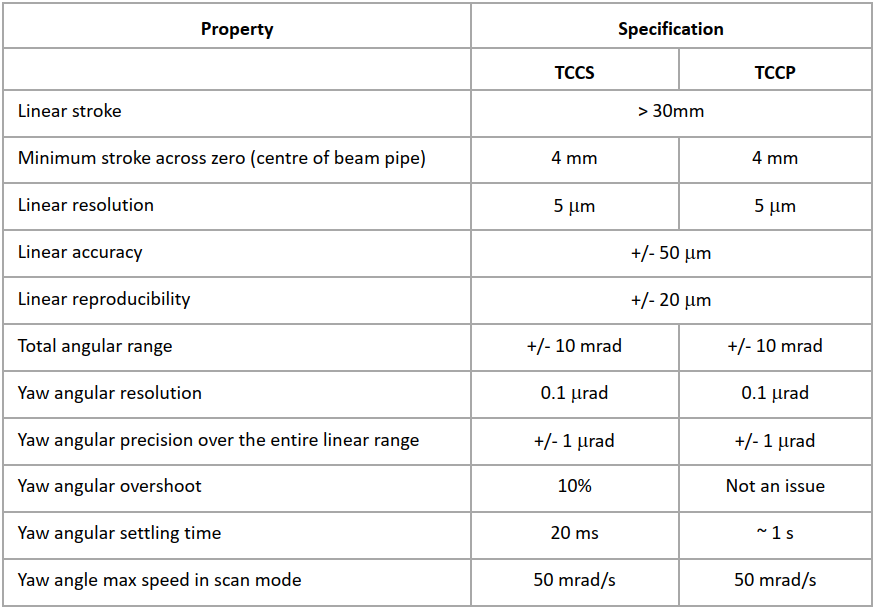 Property Specification
TCCS TCCP
Linear stroke > 30mm
Minimum stroke across zero (centre of beam pipe) 4 mm 4 mm
Linear resolution 5 μm 5 μm
Linear accuracy +/- 50 μm
Linear reproducibility +/- 20 μm
Total angular range +/- 10 mrad +/- 10 mrad
Yaw angular resolution 0.1 μrad 0.1 μrad
Yaw angular precision over the entire linear range +/- 1 μrad +/- 1 μrad
Yaw angular overshoot 10% Not an issue
Yaw angular settling time 20 ms ~ 1 s
Yaw angle max speed in scan mode 50 mrad/s 50 mrad/s